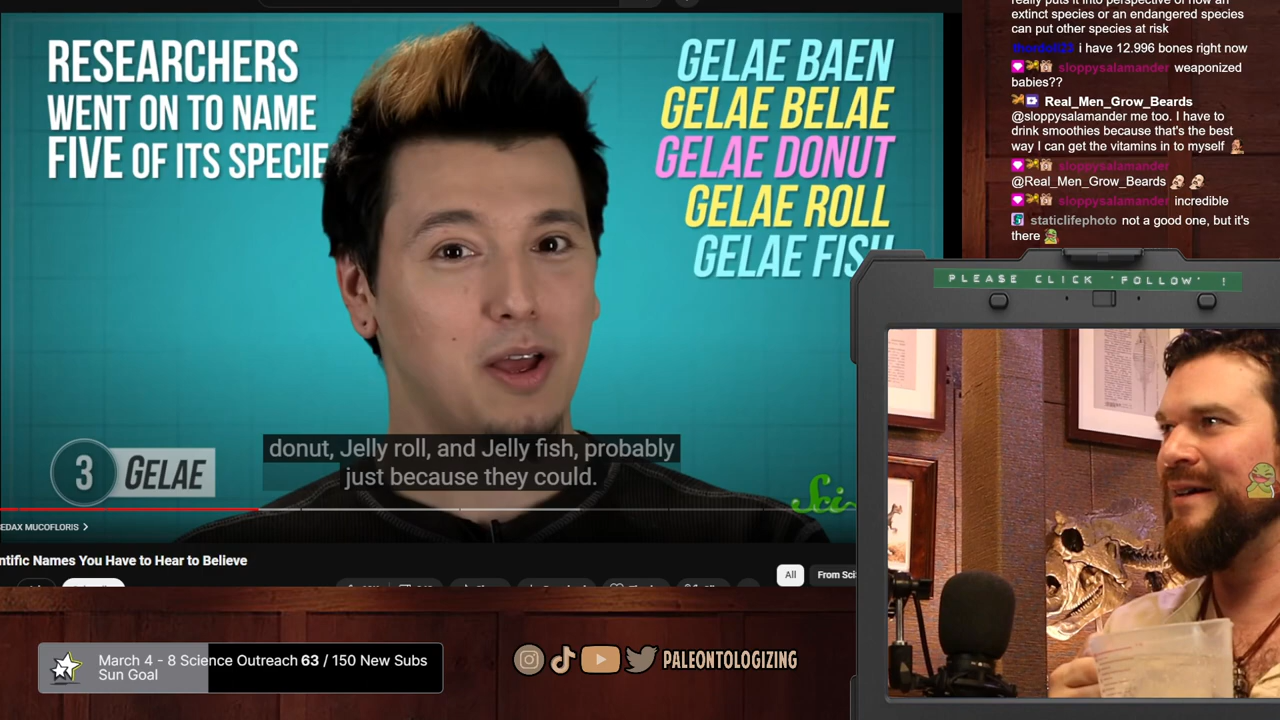 RESEARCHERS
WENT ON TO NAME
FIVE OF ITS SPECIE
GELAE BAEN
GELAE BELAE
GELAE DONUT
GELAE ROLL
GELAE FISH
donut, Jelly roll, and Jelly fish, probably
just because they could.
3 GELAE
Sci
EDAX MUCOFLORIS
ntific Names You Have to Hear to Believe
All
From Sci
March 4 - 8 Science Outreach 63 / 150 New Subs
Sun Goal
PALEONTOLOGIZING
really puts it into perspective of how an
extinct species or an endangered species
can put other species at risk
i have 12.996 bones right now
sloppysalamander weaponized
babies??
Real_Men_Grow_Beards
@sloppysalamander me too. I have to
drink smoothies because that's the best
way I can get the vitamins in to myself
sloppysalamander
@Real_Men_Grow_Beards
sloppysalamander incredible
staticlifephoto not a good one, but it's
there
PLEASE CLICK 'FOLLOW' !